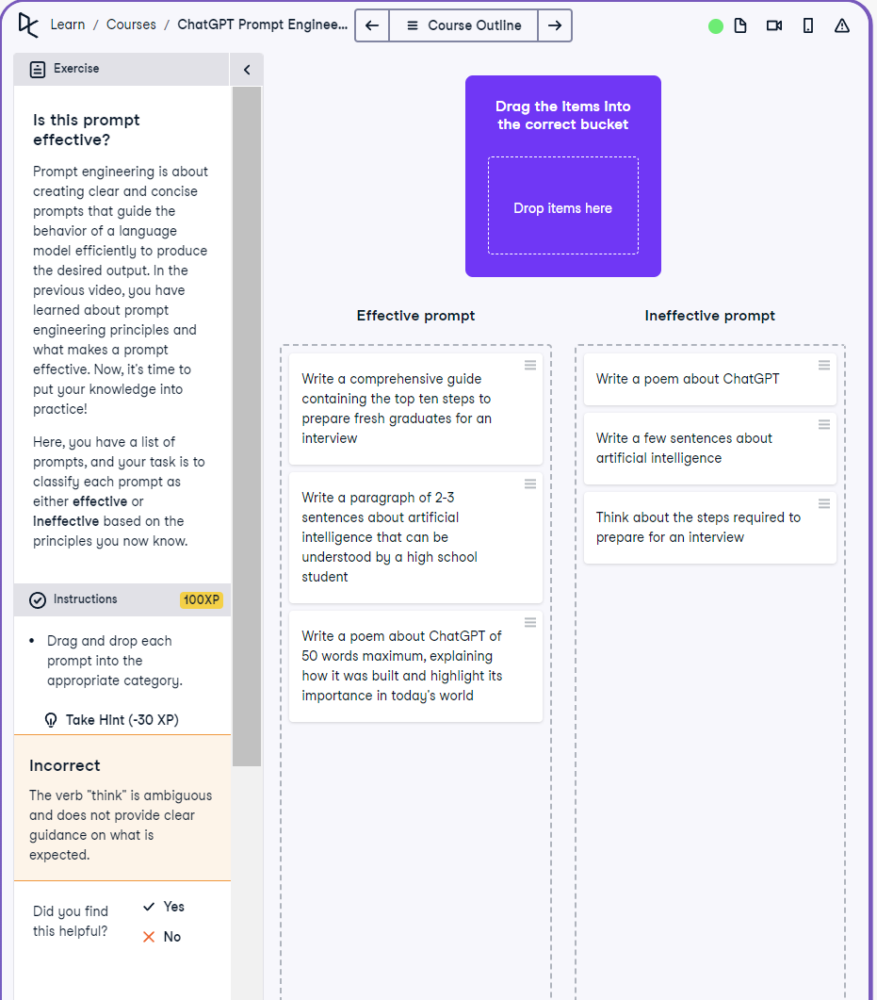 Learn / Courses / ChatGPT Prompt Enginee...
Course Outline
Exercise
Is this prompt
effective?
Prompt engineering is about
creating clear and concise
prompts that guide the
behavior of a language
model efficiently to produce
the desired output. In the
previous video, you have
learned about prompt
engineering principles and
what makes a prompt
effective. Now, it's time to
put your knowledge into
practice!
Here, you have a list of
prompts, and your task is to
classify each prompt as
either effective or
Ineffective based on the
principles you now know.
Instructions 100XP
• Drag and drop each
prompt into the
appropriate category.
Take Hint (-30 XP)
Incorrect
The verb "think" is ambiguous
and does not provide clear
guidance on what is
expected.
Did you find
this helpful?
Yes
No
Drag the items into
the correct bucket
Drop items here
Effective prompt
Write a comprehensive guide
containing the top ten steps to
prepare fresh graduates for an
interview
Write a paragraph of 2-3
sentences about artificial
intelligence that can be
understood by a high school
student
Write a poem about ChatGPT of
50 words maximum, explaining
how it was built and highlight its
importance in today's world
Ineffective prompt
Write a poem about ChatGPT
Write a few sentences about
artificial intelligence
Think about the steps required to
prepare for an interview